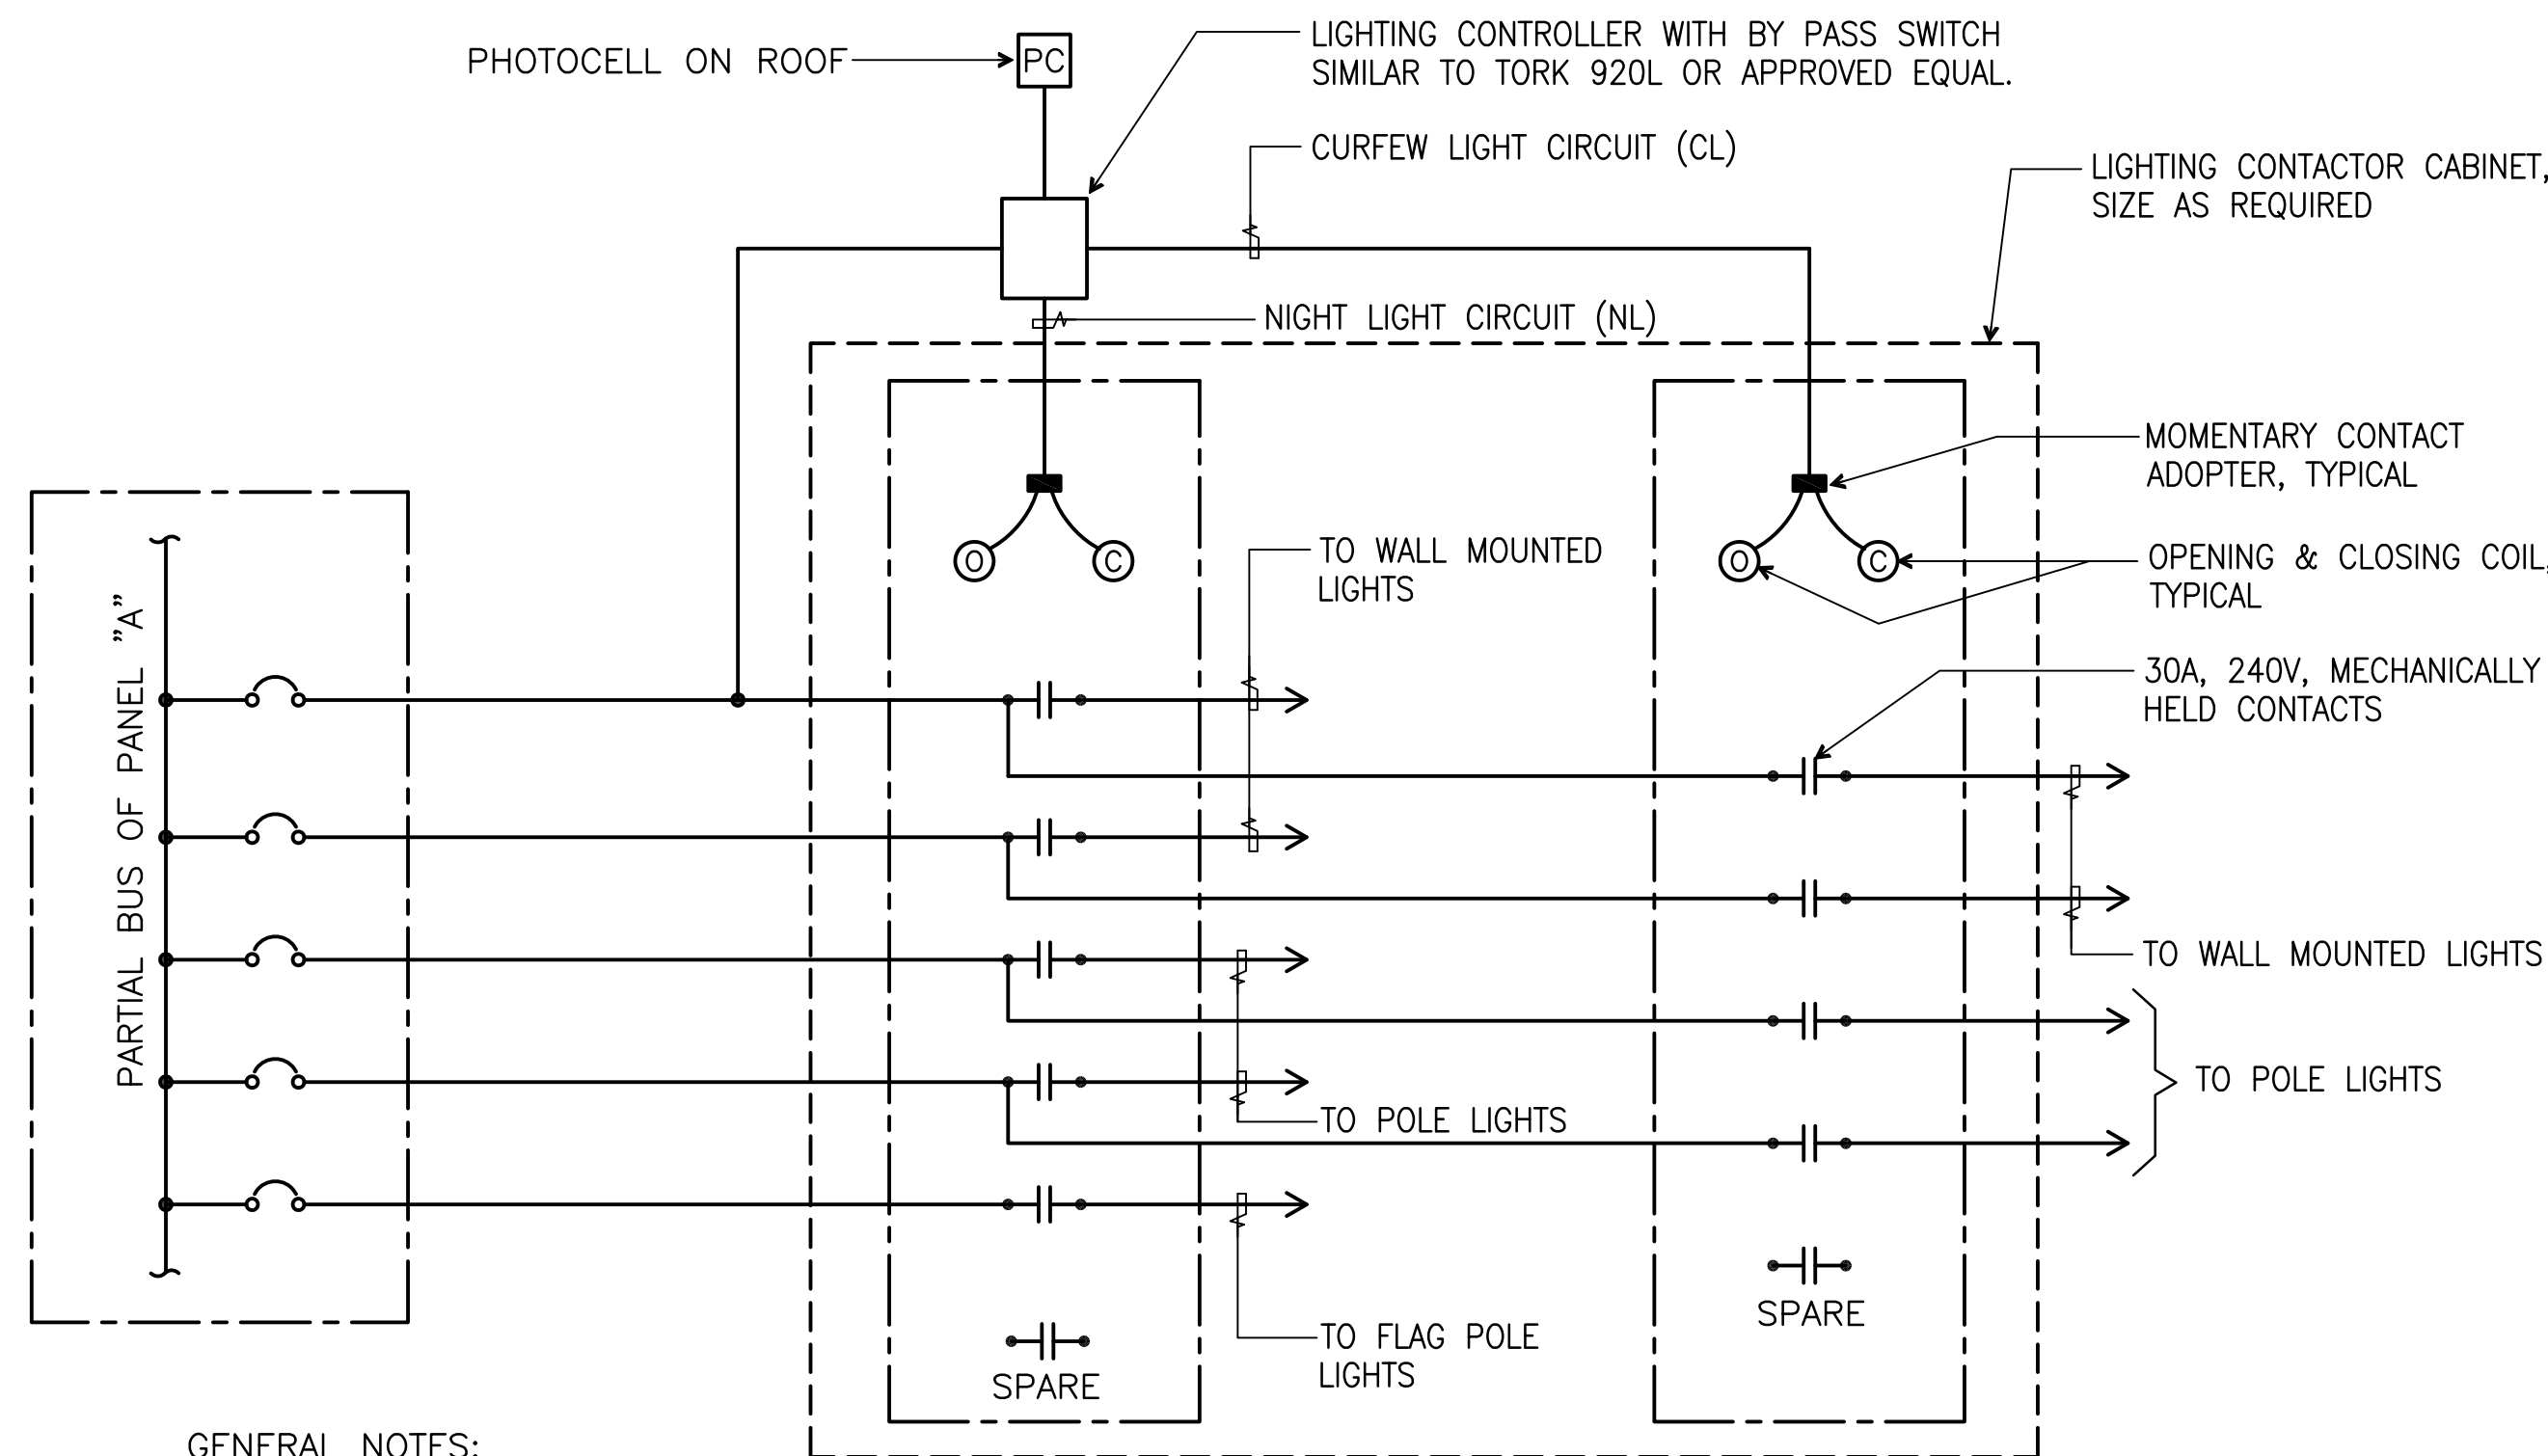 PHOTOCELL ON ROOF
PC
LIGHTING CONTROLLER WITH BY PASS SWITCH
SIMILAR TO TORK 920L OR APPROVED EQUAL.
CURFEW LIGHT CIRCUIT (CL)
LIGHTING CONTACTOR CABINET,
SIZE AS REQUIRED
NIGHT LIGHT CIRCUIT (NL)
MOMENTARY CONTACT
ADOPTER, TYPICAL
O
C
O
C
OPENING & CLOSING COIL,
TYPICAL
TO WALL MOUNTED
LIGHTS
30A, 240V, MECHANICALLY
HELD CONTACTS
PARTIAL BUS OF PANEL "A"
TO WALL MOUNTED LIGHTS
TO POLE LIGHTS
TO POLE LIGHTS
SPARE
TO FLAG POLE
LIGHTS
SPARE
GENERAL NOTES: